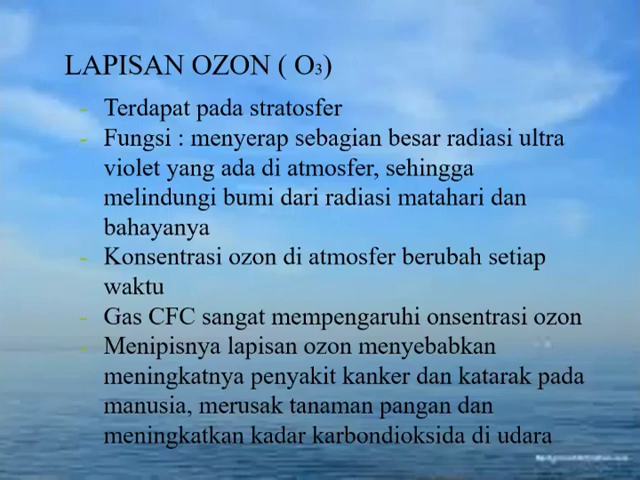 LAPISAN OZON ( O3)
- Terdapat pada stratosfer
- Fungsi : menyerap sebagian besar radiasi ultra
violet yang ada di atmosfer, sehingga
melindungi bumi dari radiasi matahari dan
bahayanya
- Konsentrasi ozon di atmosfer berubah setiap
waktu
- Gas CFC sangat mempengaruhi onsentrasi ozon
- Menipisnya lapisan ozon menyebabkan
meningkatnya penyakit kanker dan katarak pada
manusia, merusak tanaman pangan dan
meningkatkan kadar karbondioksida di udara